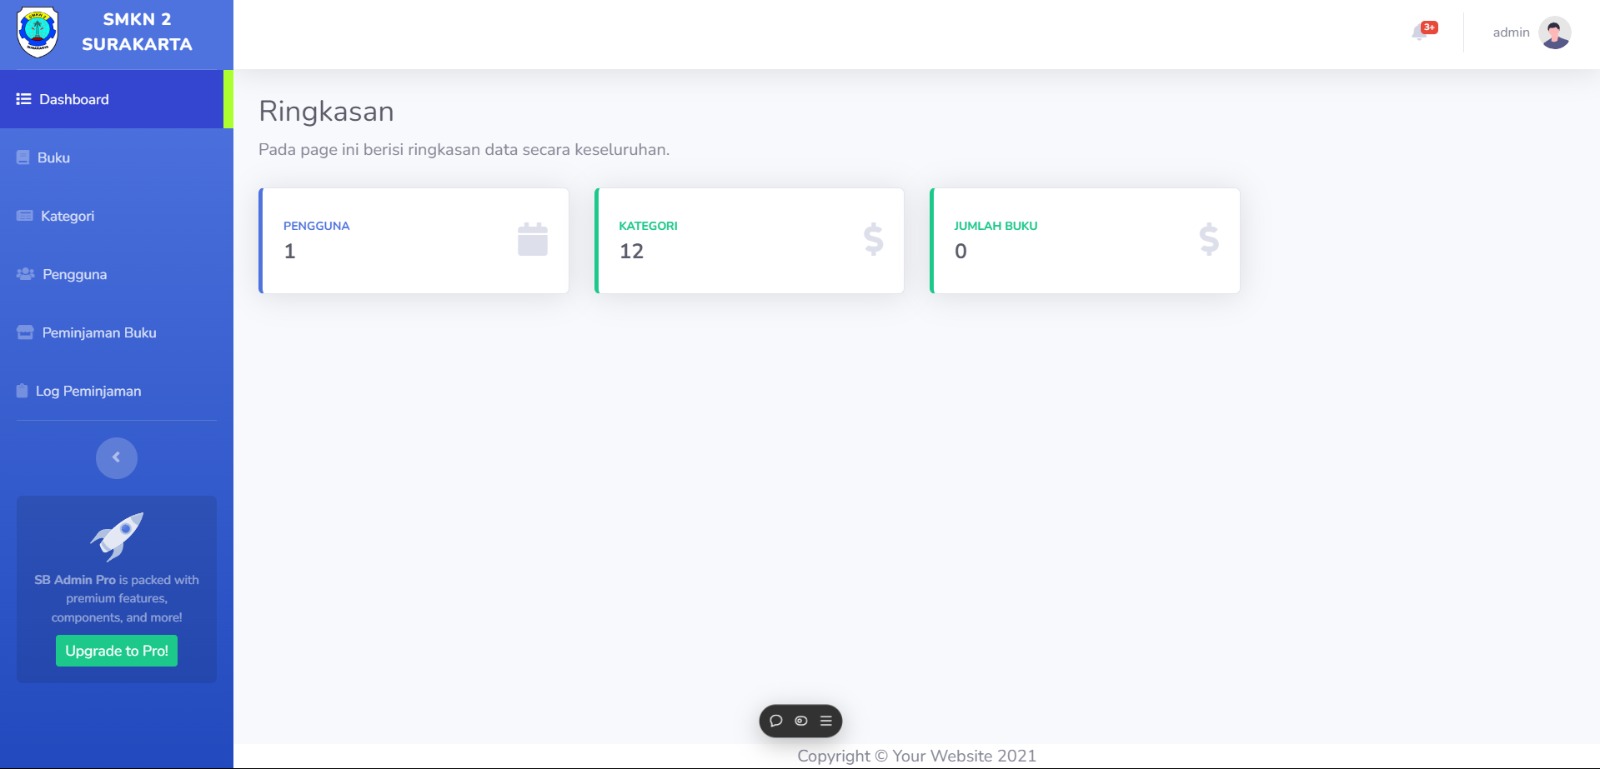 SMKN 2
SURAKARTA
3+
admin
Dashboard
Buku
Kategori
Pengguna
Peminjaman Buku
Log Peminjaman
SB Admin Pro is packed with
premium features,
components, and more!
Upgrade to Pro!
Ringkasan
Pada page ini berisi ringkasan data secara keseluruhan.
PENGGUNA
1
KATEGORI
12
JUMLAH BUKU
0
Copyright © Your Website 2021